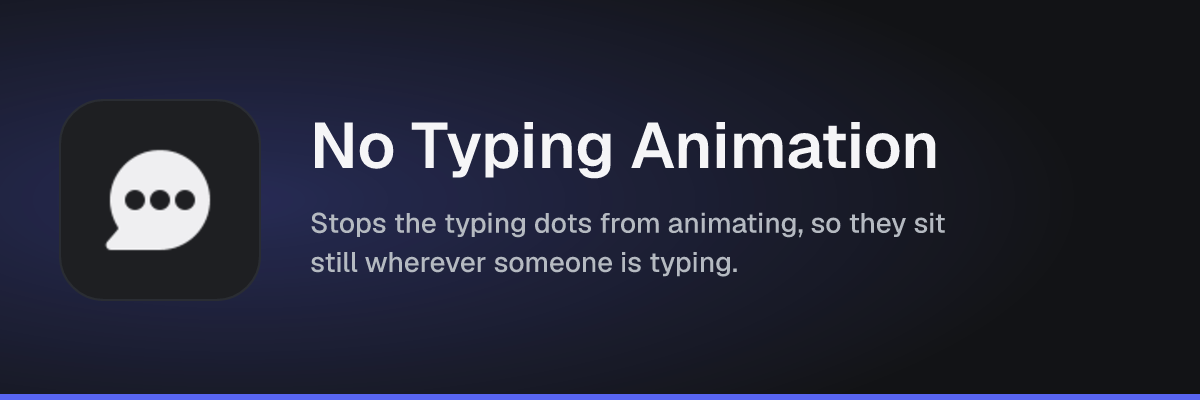 No Typing Animation
Stops the typing dots from animating, so they sit
still wherever someone is typing.